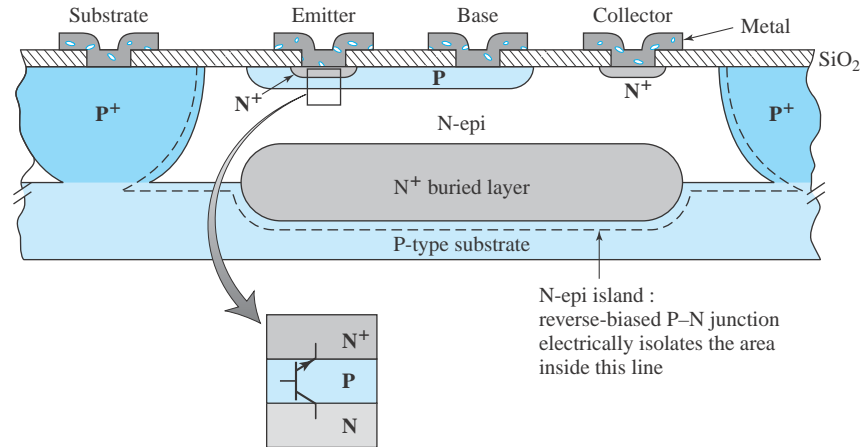 Substrate
Emitter
Base
Collector
Metal
SiO2
P
N+
N+
P+
P+
N-epi
N+ buried layer
P-type substrate
N-epi island :
reverse-biased P–N junction
electrically isolates the area
inside this line
N+
P
N